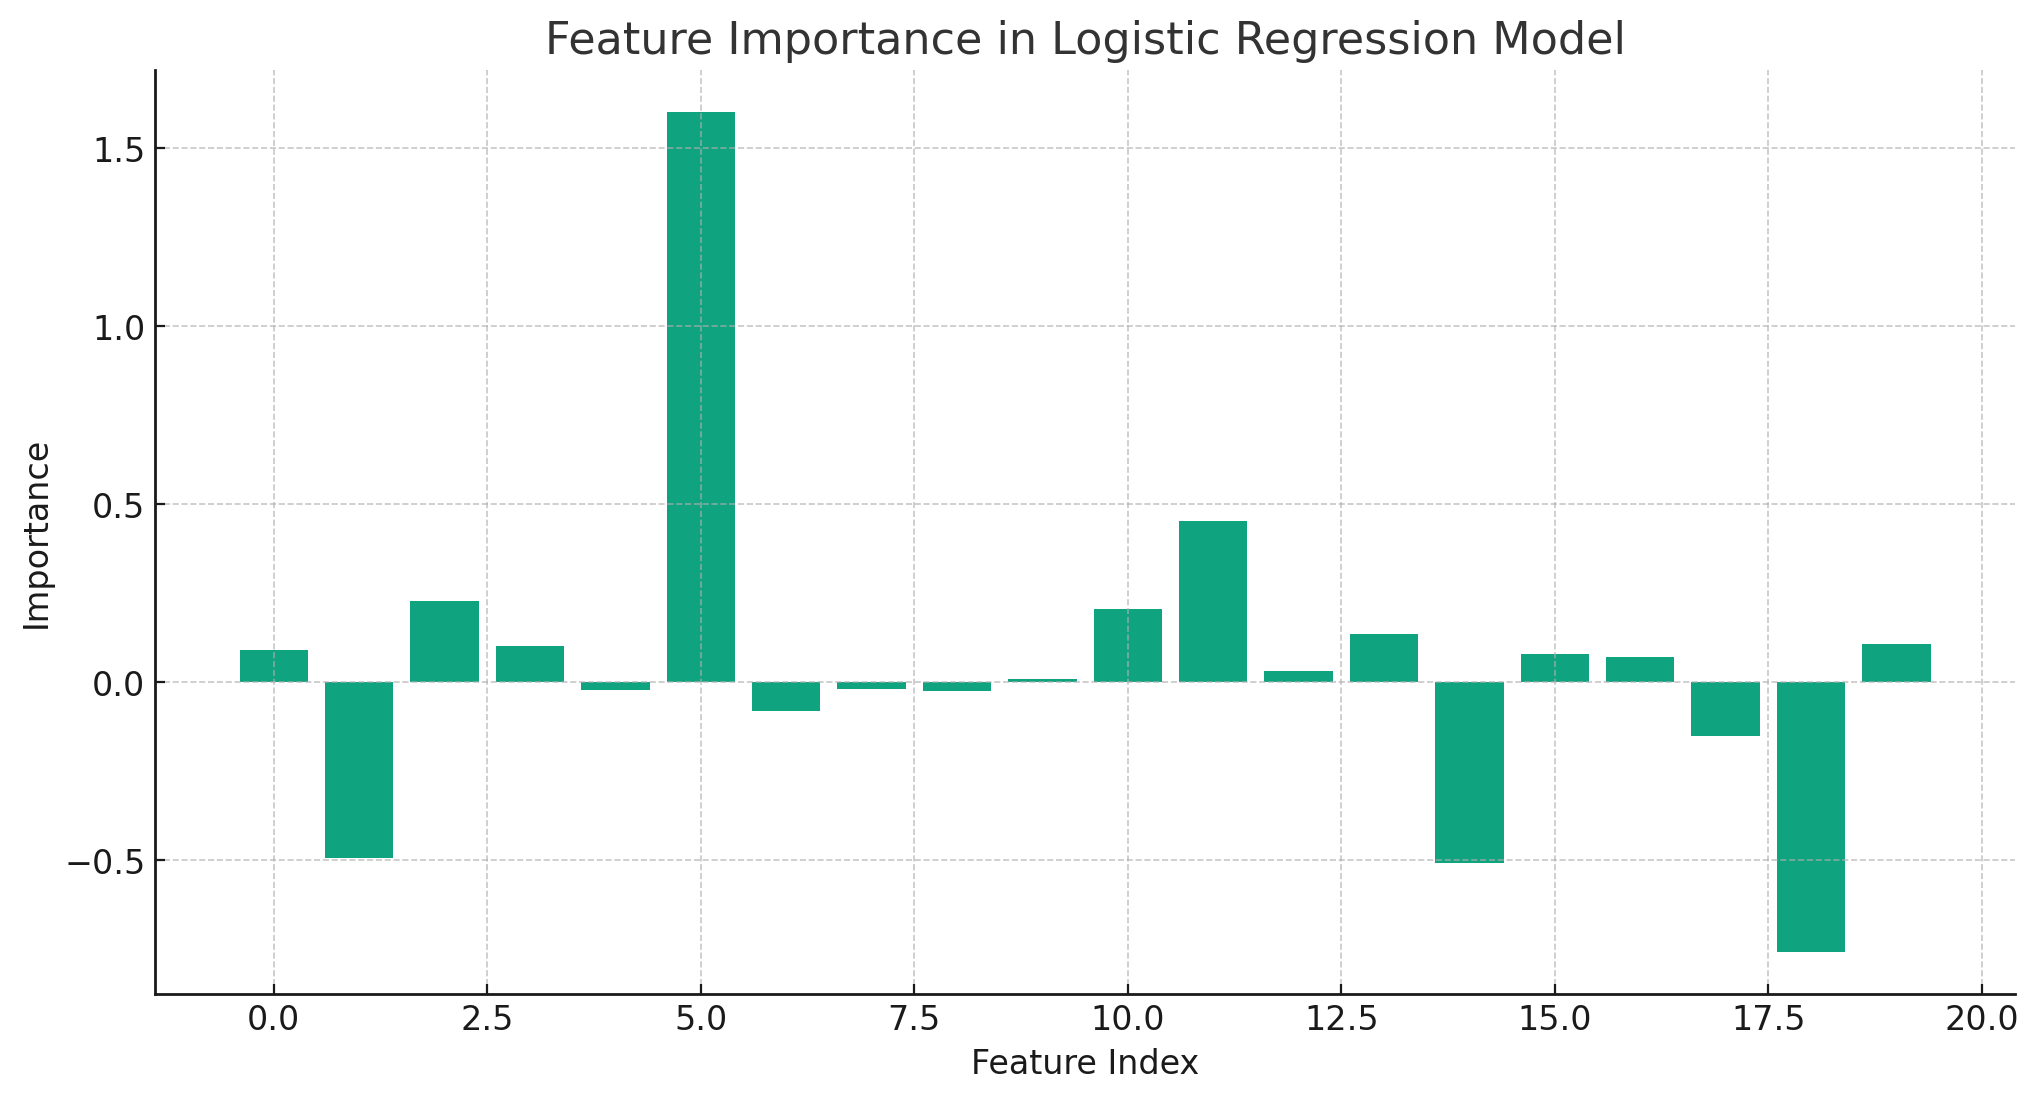 Feature Importance in Logistic Regression Model
1.5
1.0
0.5
0.0
−0.5
Importance
0.0 2.5 5.0 7.5 10.0 12.5 15.0 17.5 20.0
Feature Index